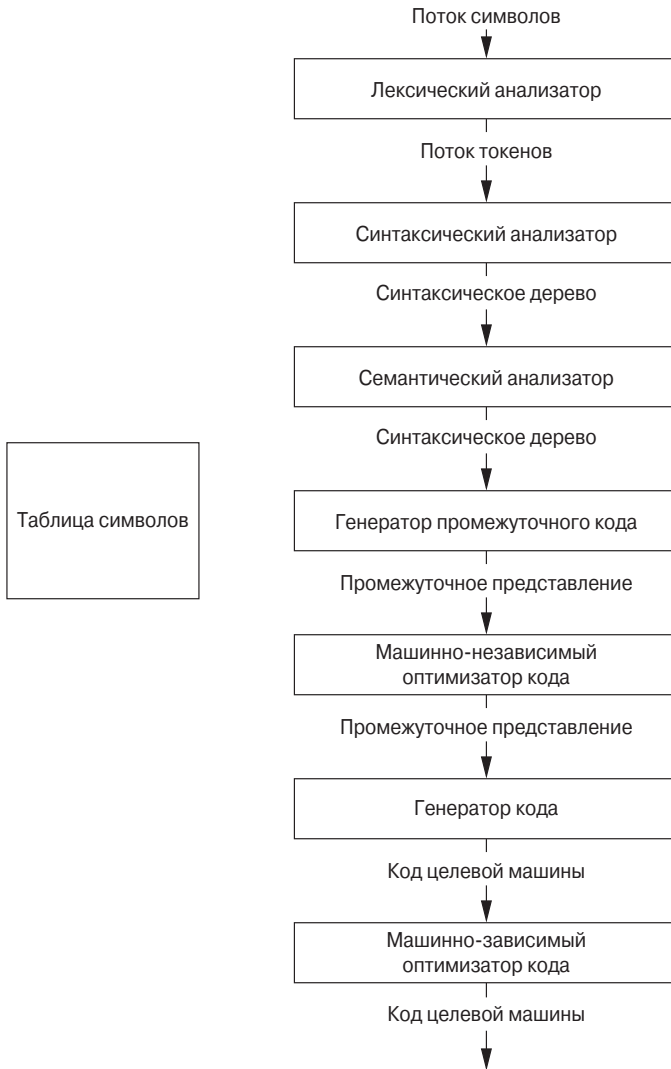 Поток символов
Лексический анализатор
Поток токенов
Синтаксический анализатор
Синтаксическое дерево
Семантический анализатор
Синтаксическое дерево
Таблица символов
Генератор промежуточного кода
Промежуточное представление
Машинно-независимый
оптимизатор кода
Промежуточное представление
Генератор кода
Код целевой машины
Машинно-зависимый
оптимизатор кода
Код целевой машины